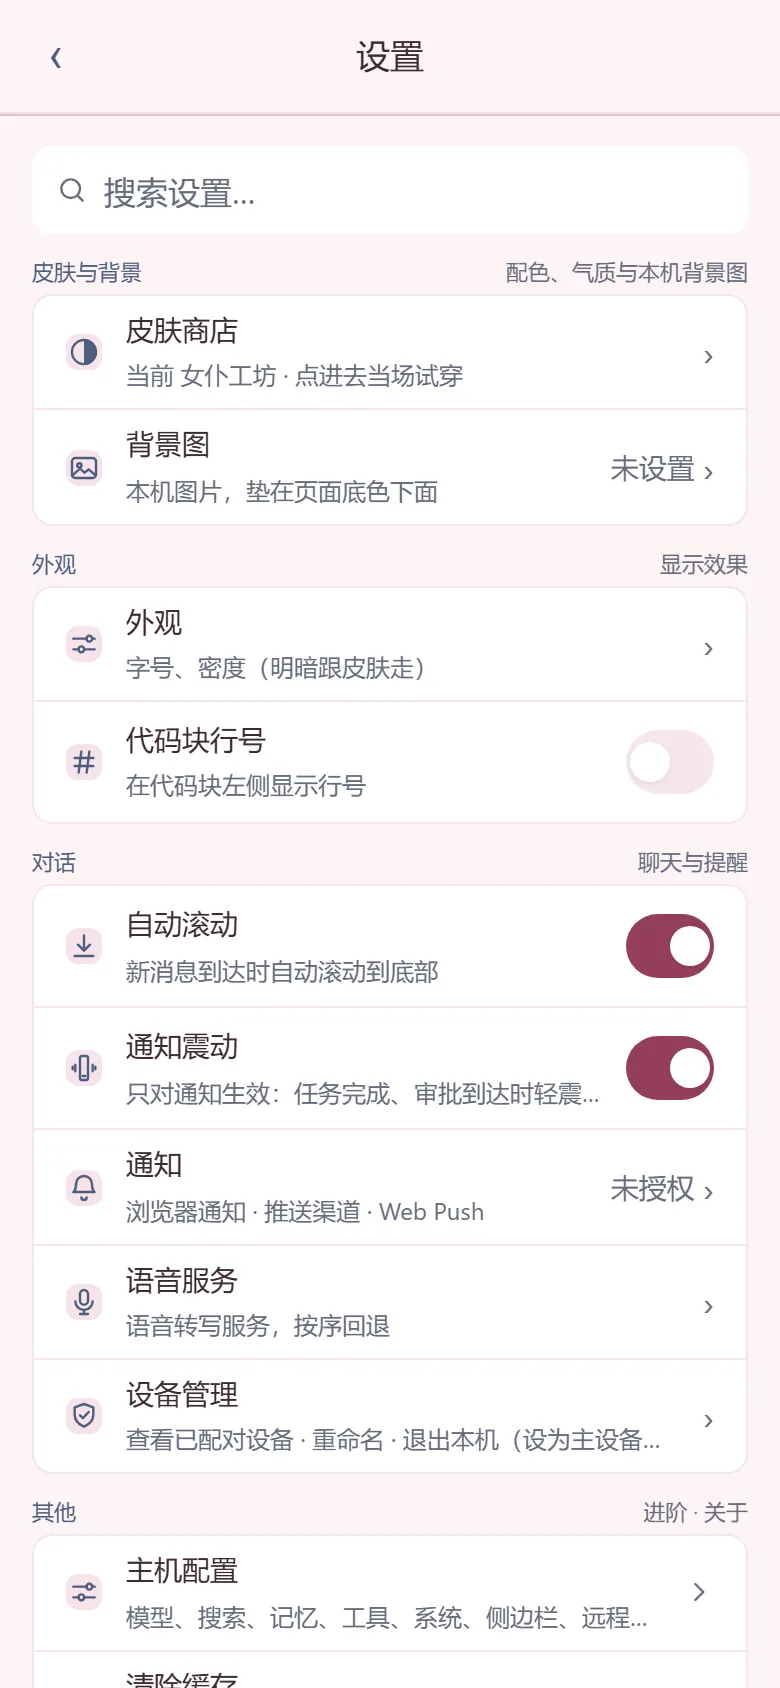 设置
搜索设置...
皮肤与背景 配色、气质与本机背景图
皮肤商店
当前 女仆工坊 · 点进去当场试穿
背景图
未设置
本机图片，垫在页面底色下面
外观 显示效果
外观
字号、密度（明暗跟皮肤走）
代码块行号
在代码块左侧显示行号
对话 聊天与提醒
自动滚动
新消息到达时自动滚动到底部
通知震动
只对通知生效：任务完成、审批到达时轻震...
通知
未授权
浏览器通知 · 推送渠道 · Web Push
语音服务
语音转写服务，按序回退
设备管理
查看已配对设备 · 重命名 · 退出本机（设为主设备...
其他 进阶 · 关于
主机配置
模型、搜索、记忆、工具、系统、侧边栏、远程...
清除缓存